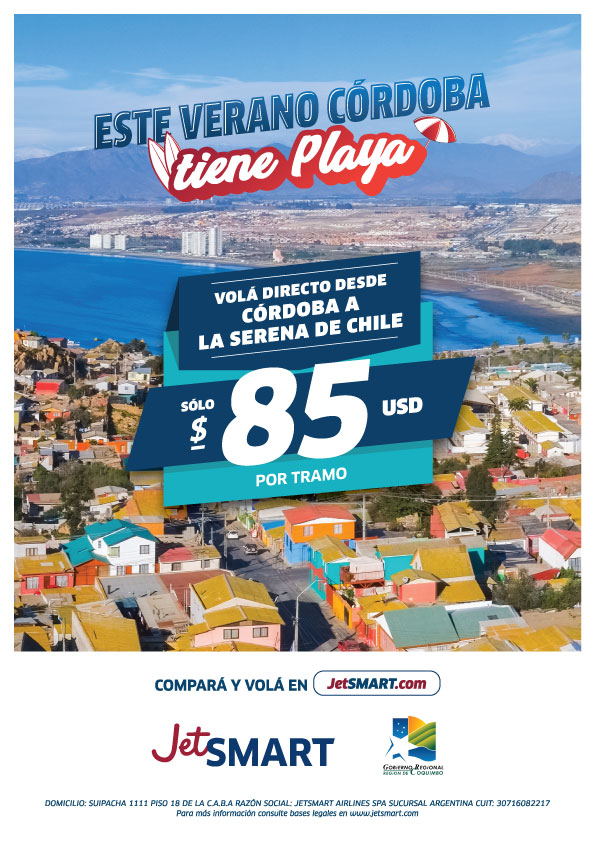 ESTE VERANO CÓRDOBA
tiene Playa
VOLÁ DIRECTO DESDE
CÓRDOBA A
LA SERENA DE CHILE
SÓLO
$ 85 USD
POR TRAMO
COMPARÁ Y VOLÁ EN JetSMART.com
JetSMART
GOBIERNO REGIONAL
REGION DE COQUIMBO
DOMICILIO: SUIPACHA 1111 PISO 18 DE LA C.A.B.A RAZÓN SOCIAL: JETSMART AIRLINES SPA SUCURSAL ARGENTINA CUIT: 30716082217
Para más información consulte bases legales en www.jetsmart.com